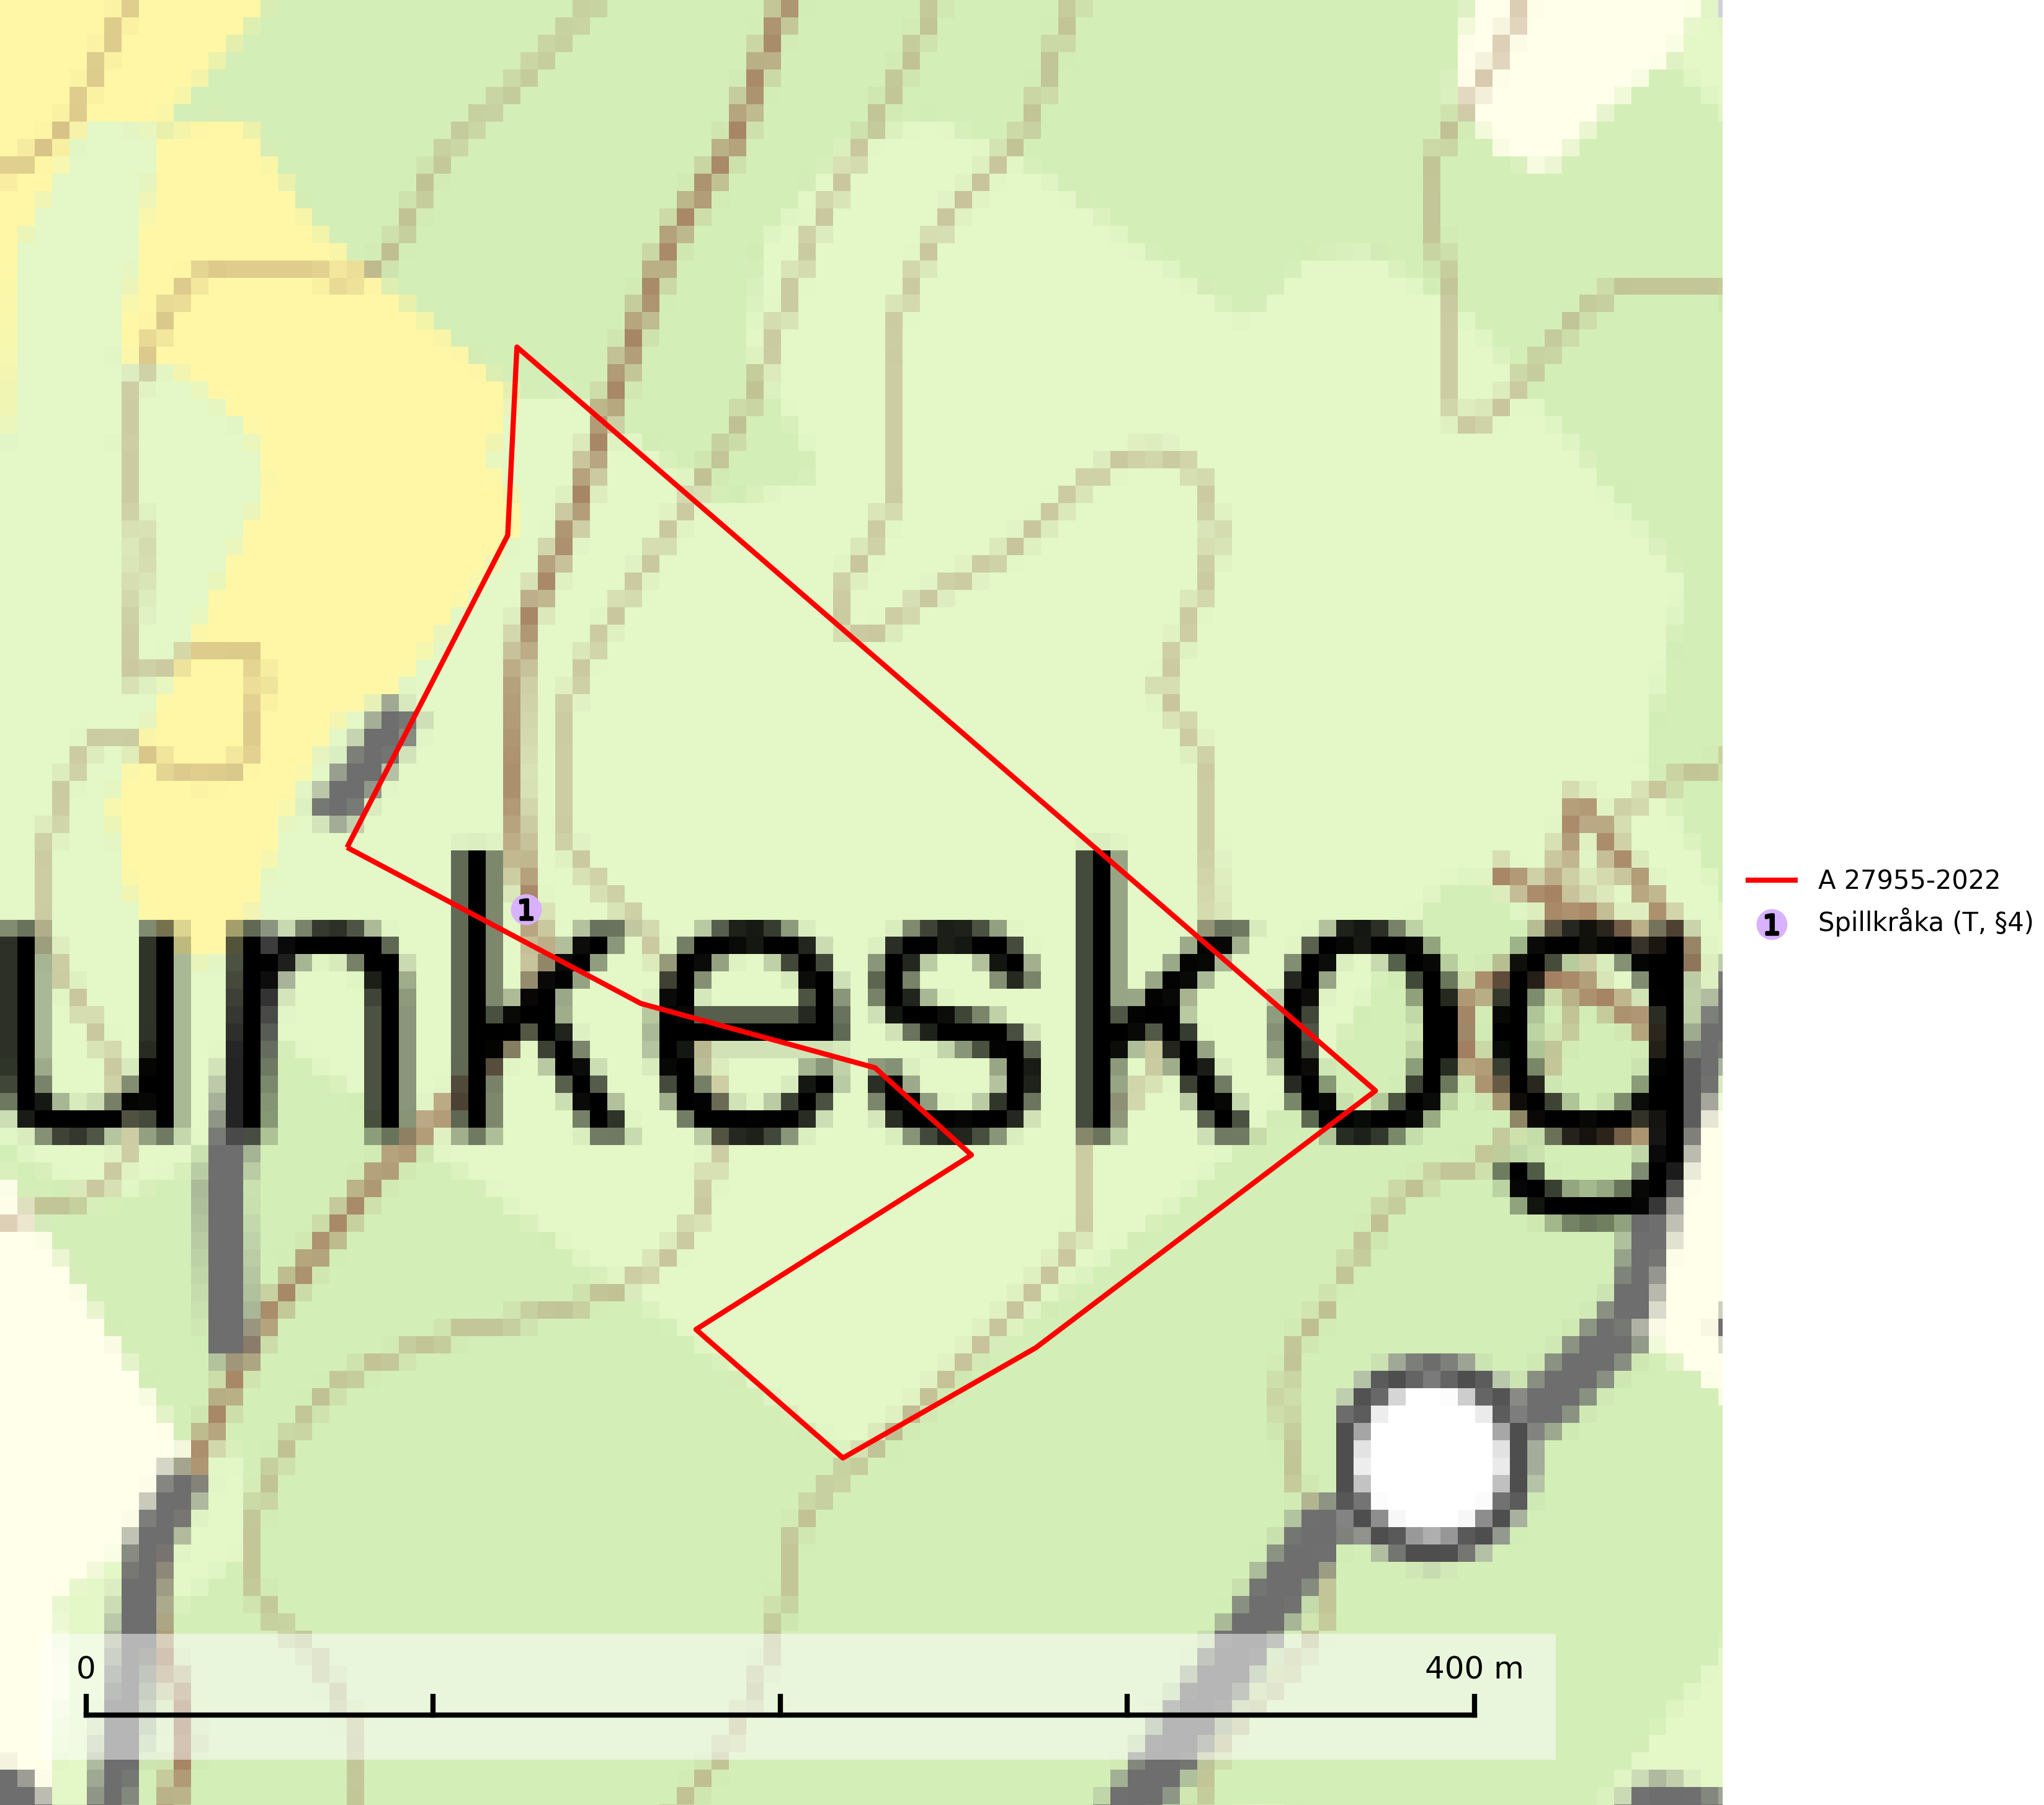 1
unkeskog
0 400 m
A 27955-2022
1 Spillkråka (T, §4)